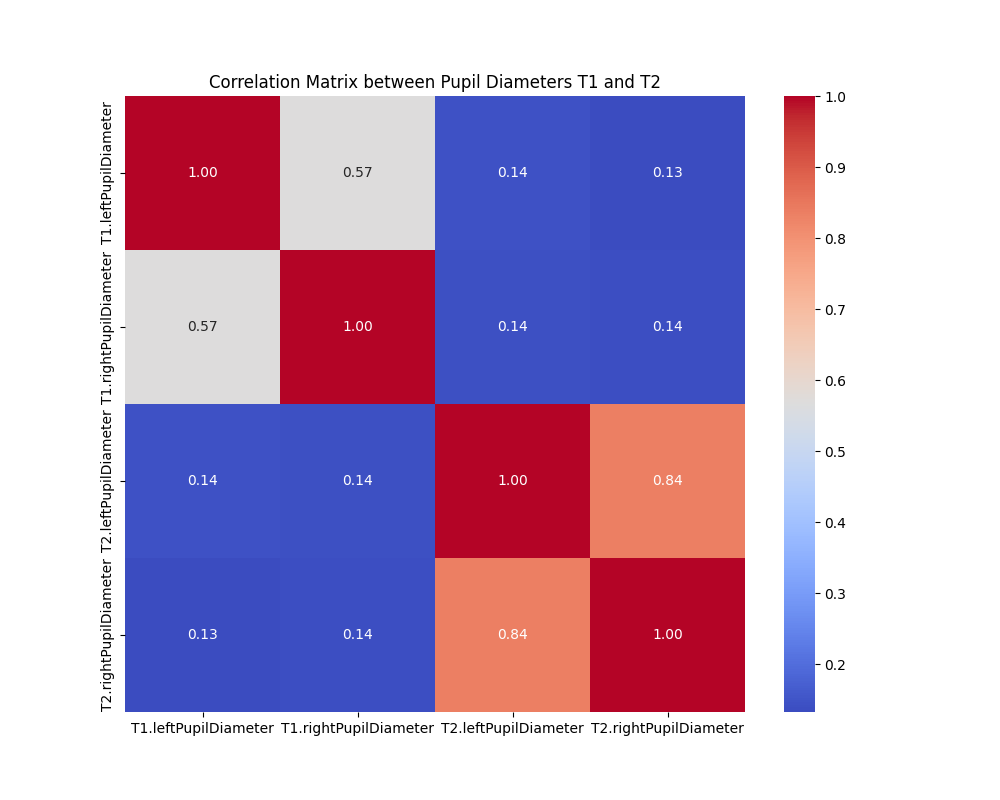 Correlation Matrix between Pupil Diameters T1 and T2
T1.leftPupilDiameter
1.00 0.57 0.14 0.13
T1.rightPupilDiameter
0.57 1.00 0.14 0.14
T2.leftPupilDiameter
0.14 0.14 1.00 0.84
T2.rightPupilDiameter
0.13 0.14 0.84 1.00
T1.leftPupilDiameter T1.rightPupilDiameter T2.leftPupilDiameter T2.rightPupilDiameter
1.0
0.9
0.8
0.7
0.6
0.5
0.4
0.3
0.2